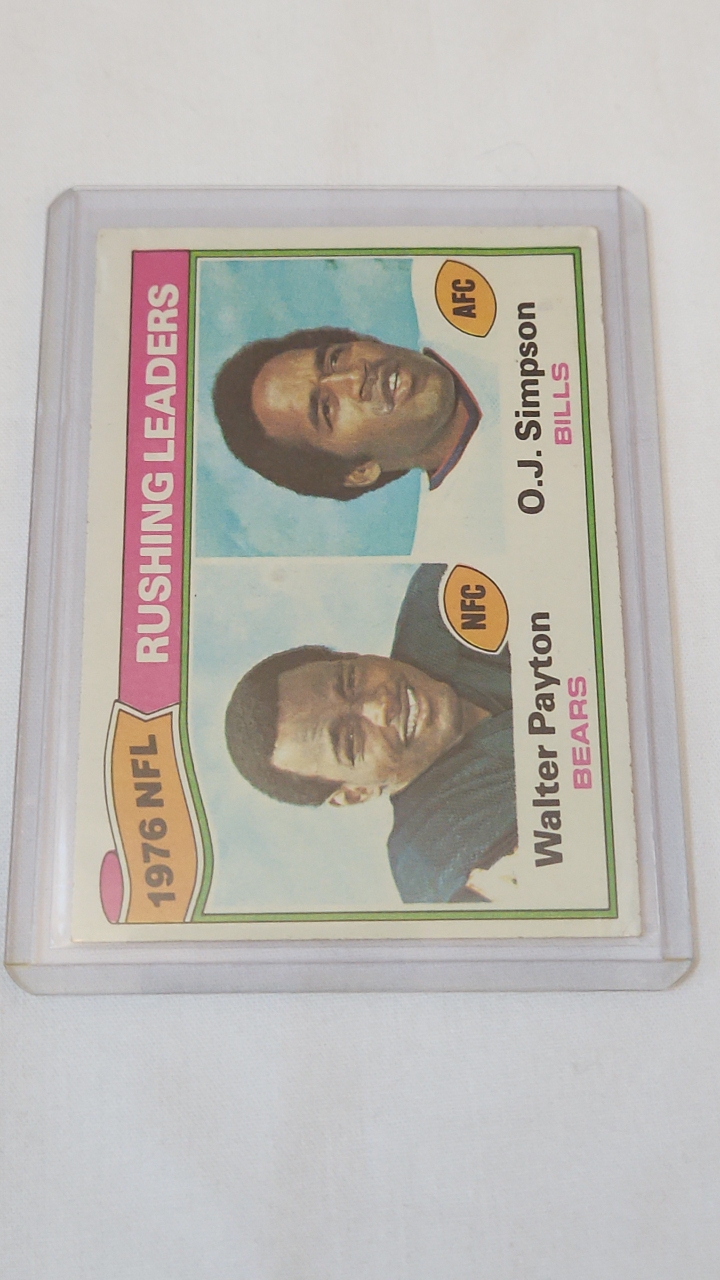 1976 NFL
RUSHING LEADERS
NFC
AFC
Walter Payton
BEARS
O.J. Simpson
BILLS